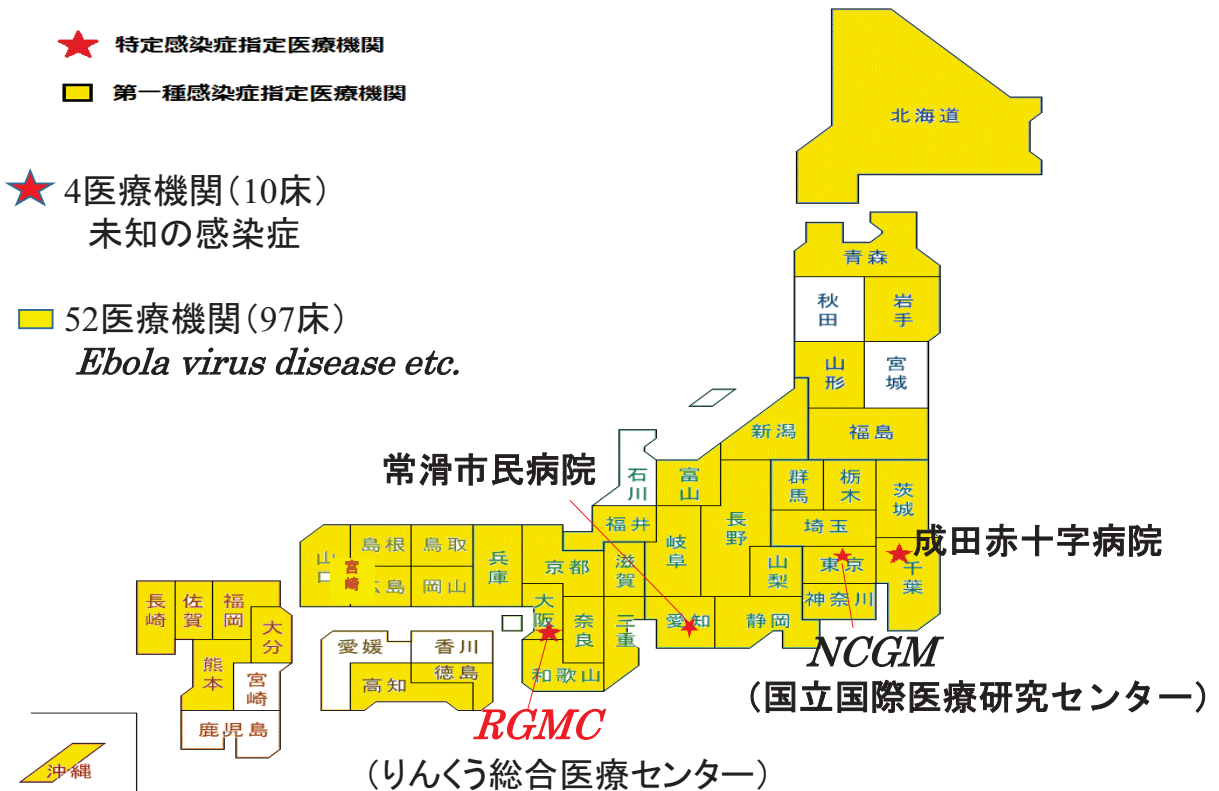 特定感染症指定医療機関
第一種感染症指定医療機関
4医療機関（10床）
未知の感染症
52医療機関（97床）
Ebola virus disease etc.
北海道
青森
秋田
岩手
山形
宮城
新潟
福島
常滑市民病院
石川
富山
群馬
栃木
茨城
福井
岐阜
長野
埼玉
成田赤十字病院
山
宮崎
島根
鳥取
兵庫
京都
滋賀
山梨
東京
千葉
島
岡山
神奈川
長崎
佐賀
福岡
大分
大阪
奈良
三重
愛知
静岡
愛媛
香川
熊本
宮崎
高知
徳島
和歌山
NCGM
（国立国際医療研究センター）
鹿児島
RGMC
沖縄
（りんくう総合医療センター）